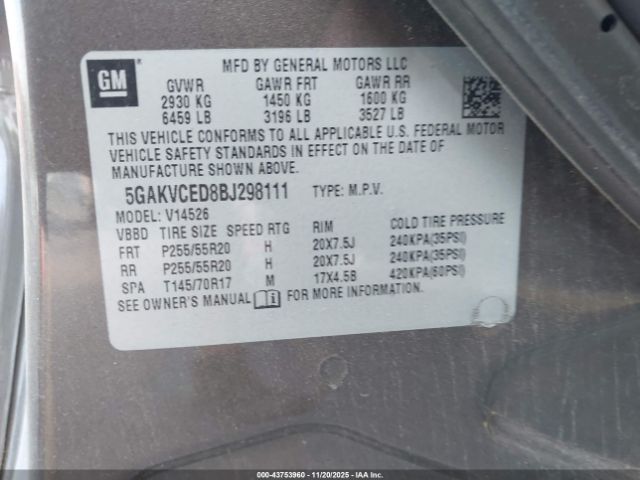 GM
MFD BY GENERAL MOTORS LLC
GVWR GAWR FRT GAWR RR
2930 KG 1450 KG 1600 KG
6459 LB 3196 LB 3527 LB
THIS VEHICLE CONFORMS TO ALL APPLICABLE U.S. FEDERAL MOTOR
VEHICLE SAFETY STANDARDS IN EFFECT ON THE DATE OF
MANUFACTURE SHOWN ABOVE.
5GAKVCED8BJ298111 TYPE: M.P.V.
MODEL: V14526
VBBD TIRE SIZE SPEED RTG RIM COLD TIRE PRESSURE
FRT P255/55R20 H 20X7.5J 240KPA(35PSI)
RR P255/55R20 H 20X7.5J 240KPA(35PSI)
SPA T145/70R17 M 17X4.5B 420KPA(60PSI)
SEE OWNER'S MANUAL FOR MORE INFORMATION.
000-43753960 - 11/20/2025 - IAAI.com